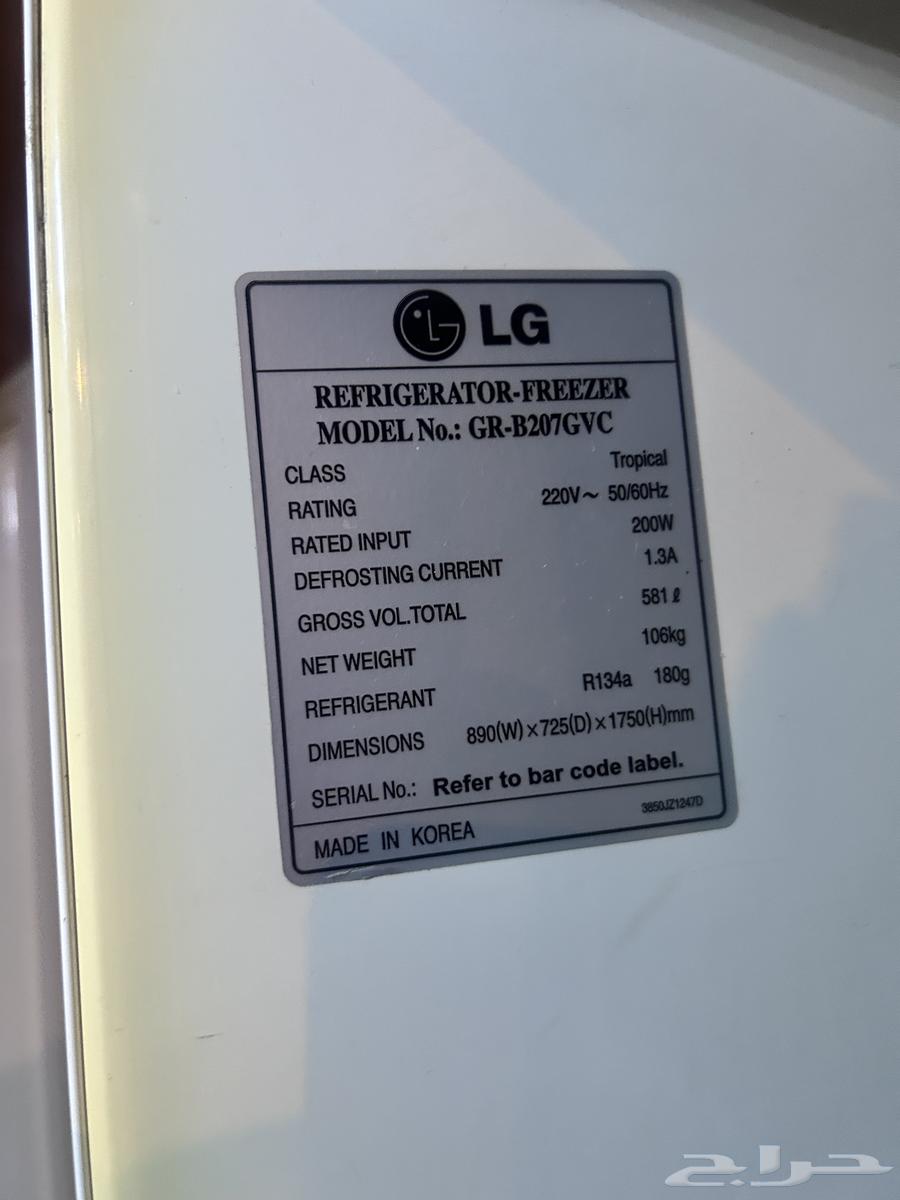 LG
REFRIGERATOR-FREEZER
MODEL No.: GR-B207GVC
CLASS Tropical
RATING 220V~ 50/60Hz
RATED INPUT 200W
DEFROSTING CURRENT 1.3A
GROSS VOL.TOTAL 581 ℓ
NET WEIGHT 106kg
REFRIGERANT R134a 180g
DIMENSIONS 890(W)×725(D)×1750(H)mm
SERIAL No.: Refer to bar code label.
3850JZ1247D
MADE IN KOREA
حراج